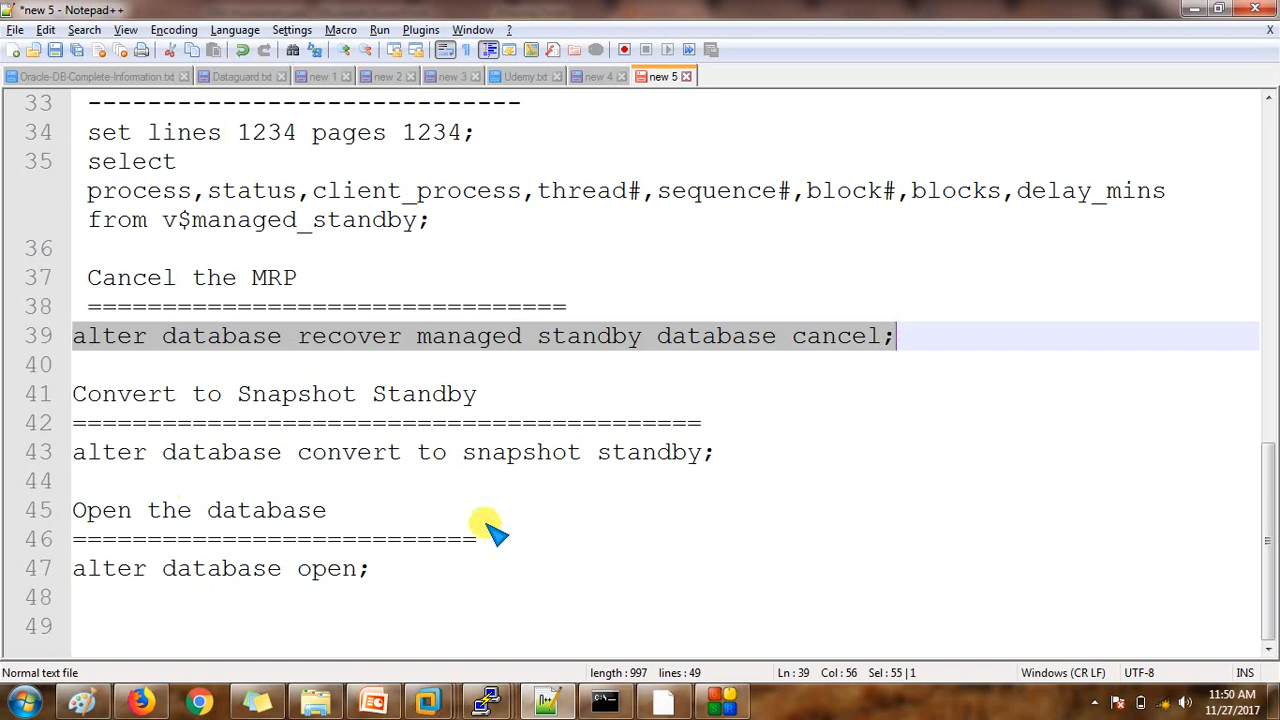 *new 5 - Notepad++
File Edit Search View Encoding Language Settings Macro Run Plugins Window ? X
Oracle-DB-Complete-Information.txt Dataguard.txt new 1 new 2 new 3 Udemy.txt new 4 new 5
33 -----------------------------
34 set lines 1234 pages 1234;
35 select
process,status,client_process,thread#,sequence#,block#,blocks,delay_mins
from v$managed_standby;
36
37 Cancel the MRP
38 ================================
39 alter database recover managed standby database cancel;
40
41 Convert to Snapshot Standby
42 ==========================================
43 alter database convert to snapshot standby;
44
45 Open the database
46 ===========================
47 alter database open;
48
49
Normal text file length : 997 lines : 49 Ln : 39 Col : 56 Sel : 55 | 1 Windows (CR LF) UTF-8 INS
11:50 AM
11/27/2017